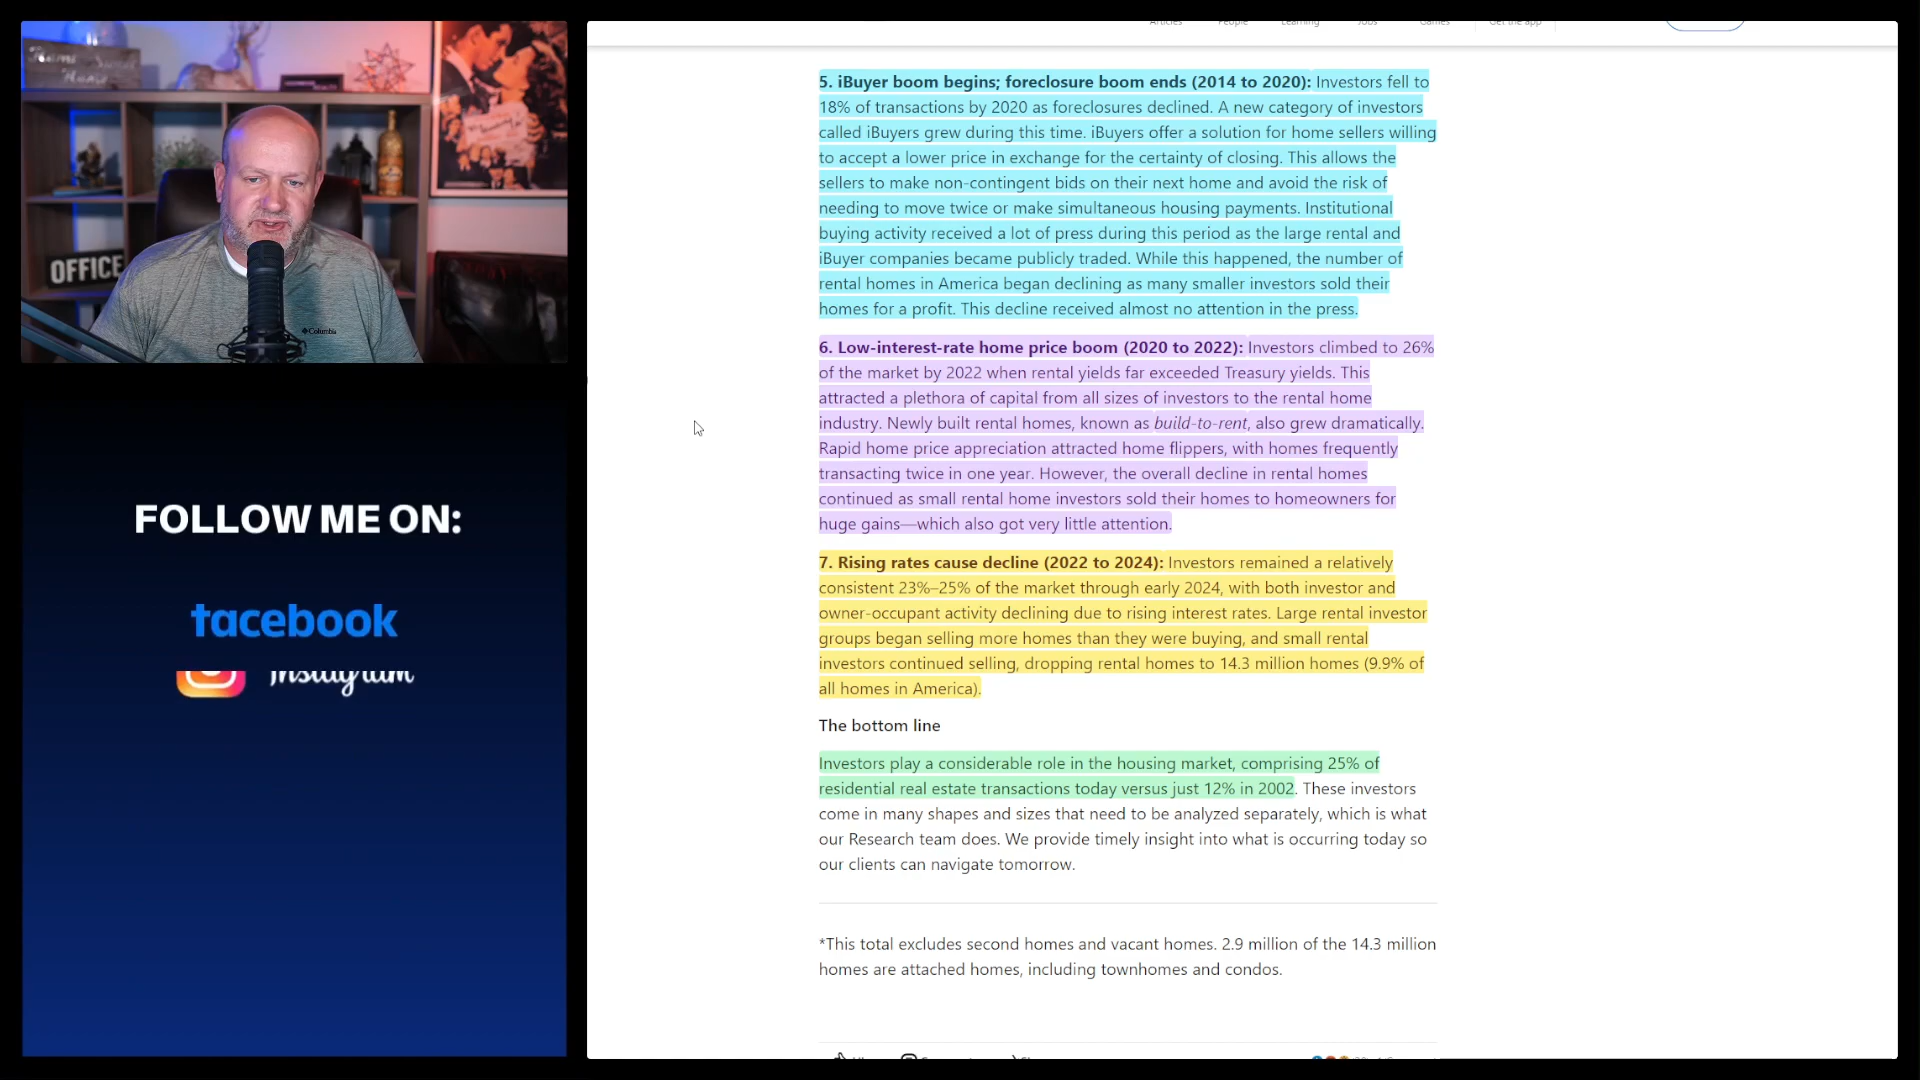 Home Sweet
Home
OFFICE
Columbia
FOLLOW ME ON:
facebook
Instagram
Articles People Learning Jobs Games Get the app
5. iBuyer boom begins; foreclosure boom ends (2014 to 2020): Investors fell to
18% of transactions by 2020 as foreclosures declined. A new category of investors
called iBuyers grew during this time. iBuyers offer a solution for home sellers willing
to accept a lower price in exchange for the certainty of closing. This allows the
sellers to make non-contingent bids on their next home and avoid the risk of
needing to move twice or make simultaneous housing payments. Institutional
buying activity received a lot of press during this period as the large rental and
iBuyer companies became publicly traded. While this happened, the number of
rental homes in America began declining as many smaller investors sold their
homes for a profit. This decline received almost no attention in the press.
6. Low-interest-rate home price boom (2020 to 2022): Investors climbed to 26%
of the market by 2022 when rental yields far exceeded Treasury yields. This
attracted a plethora of capital from all sizes of investors to the rental home
industry. Newly built rental homes, known as build-to-rent, also grew dramatically.
Rapid home price appreciation attracted home flippers, with homes frequently
transacting twice in one year. However, the overall decline in rental homes
continued as small rental home investors sold their homes to homeowners for
huge gains—which also got very little attention.
7. Rising rates cause decline (2022 to 2024): Investors remained a relatively
consistent 23%–25% of the market through early 2024, with both investor and
owner-occupant activity declining due to rising interest rates. Large rental investor
groups began selling more homes than they were buying, and small rental
investors continued selling, dropping rental homes to 14.3 million homes (9.9% of
all homes in America).
The bottom line
Investors play a considerable role in the housing market, comprising 25% of
residential real estate transactions today versus just 12% in 2002. These investors
come in many shapes and sizes that need to be analyzed separately, which is what
our Research team does. We provide timely insight into what is occurring today so
our clients can navigate tomorrow.
*This total excludes second homes and vacant homes. 2.9 million of the 14.3 million
homes are attached homes, including townhomes and condos.